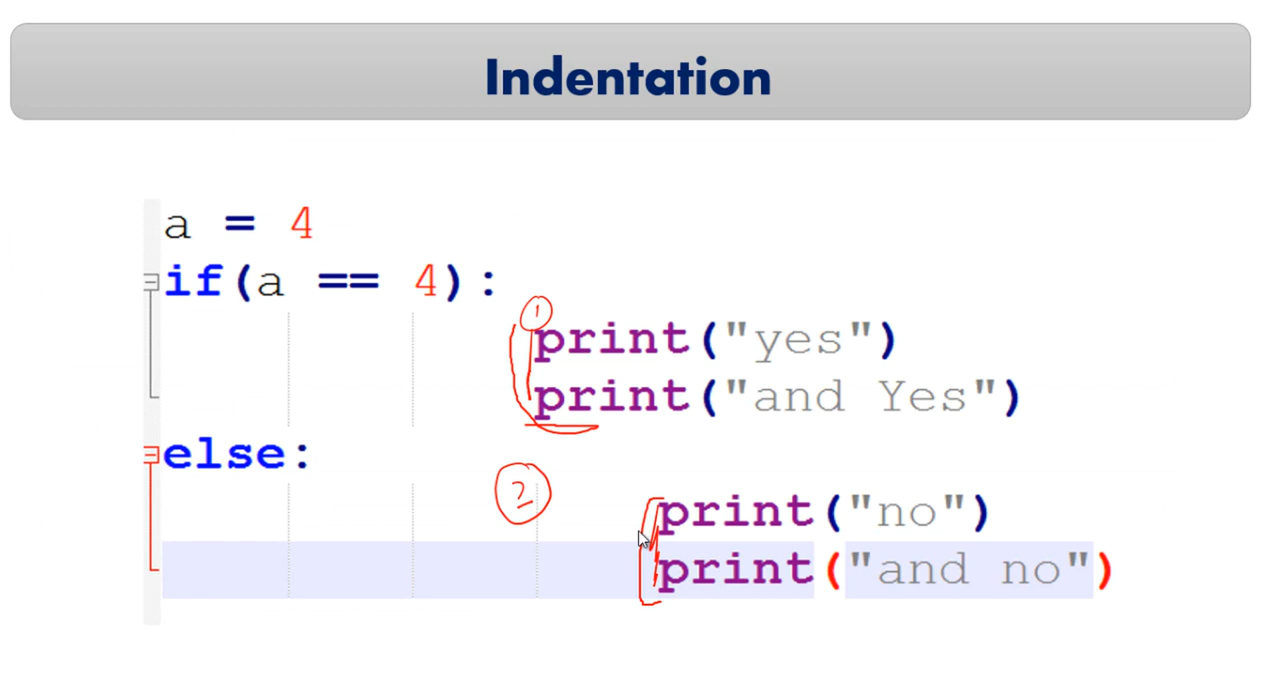 Indentation
a = 4
if(a == 4):
1
print("yes")
print("and Yes")
else:
2
print("no")
print("and no")